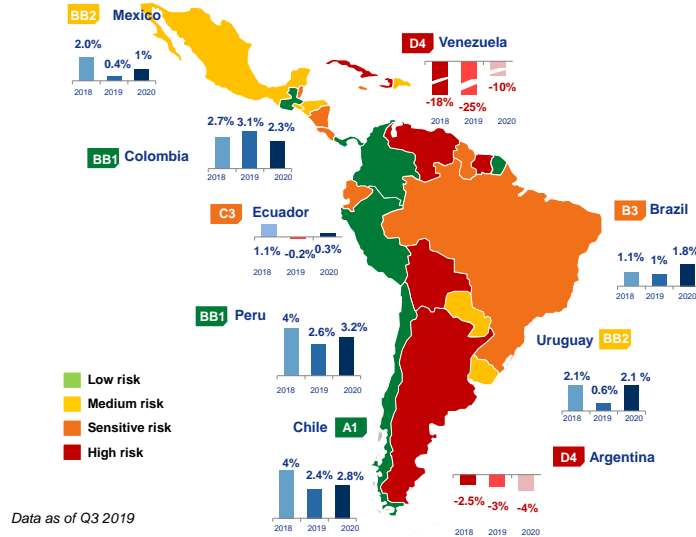 BB2 Mexico
2.0%
0.4%
1%
2018 2019 2020
D4 Venezuela
-18%
-25%
-10%
2018 2019 2020
BB1 Colombia
2.7% 3.1% 2.3%
2018 2019 2020
C3 Ecuador
1.1% -0.2% 0.3%
2018 2019 2020
B3 Brazil
1.1% 1% 1.8%
2018 2019 2020
BB1 Peru
4%
2.6% 3.2%
2018 2019 2020
Uruguay BB2
2.1% 0.6% 2.1 %
2018 2019 2020
Low risk
Medium risk
Sensitive risk
High risk
Chile A1
4%
2.4% 2.8%
2018 2019 2020
D4 Argentina
-2.5% -3% -4%
2018 2019 2020
Data as of Q3 2019